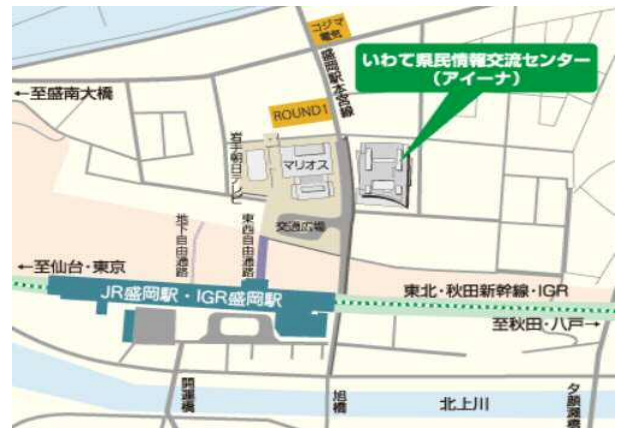 コジマ
電気
盛岡駅本宮線
いわて県民情報交流センター
(アイーナ)
←至盛南大橋
ROUND1
岩手朝日テレビ
マリオス
交通広場
地下自由通路
東西自由通路
←至仙台・東京
JR盛岡駅・IGR盛岡駅
東北・秋田新幹線・IGR
至秋田・八戸→
開運橋
旭橋
北上川
夕顔瀬橋